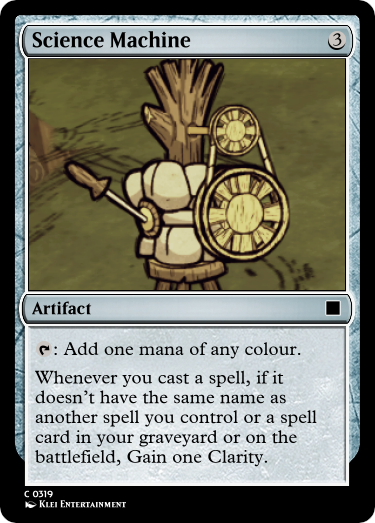 Science Machine 3
Artifact
: Add one mana of any colour.
Whenever you cast a spell, if it
doesn't have the same name as
another spell you control or a spell
card in your graveyard or on the
battlefield, Gain one Clarity.
C 0319
Klei Entertainment